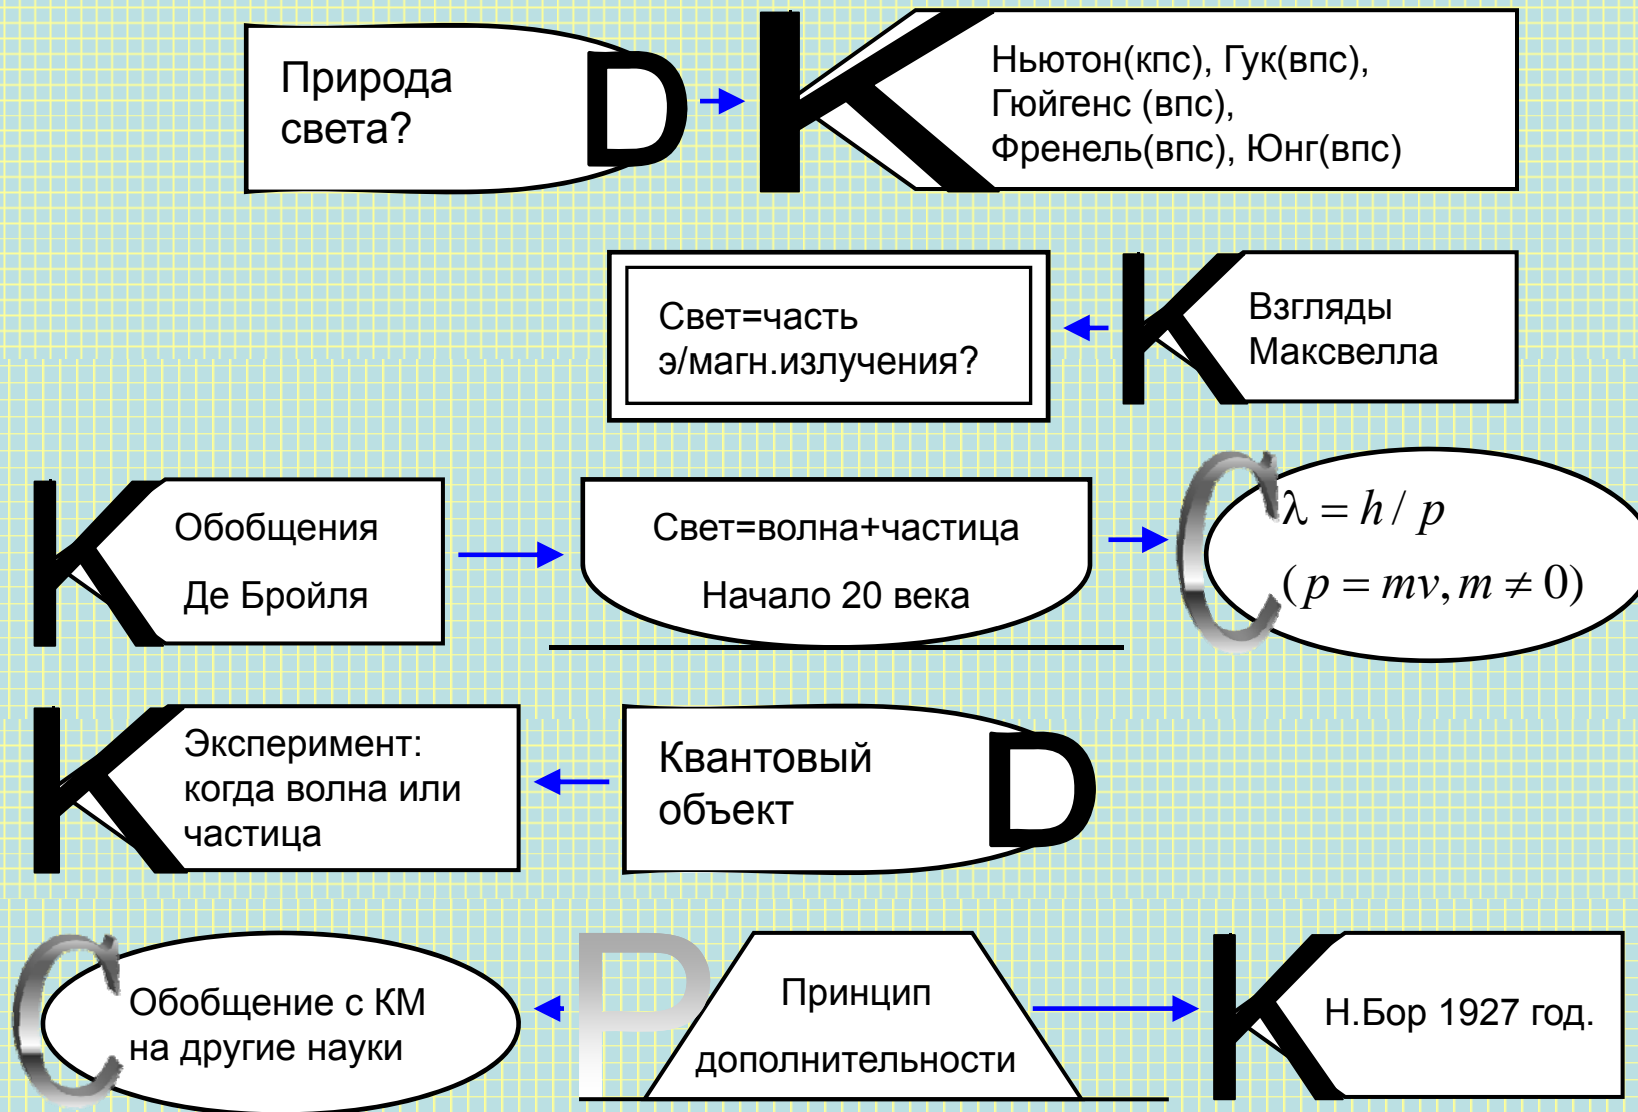 Природа
света?
D
K
Ньютон(кпс), Гук(впс),
Гюйгенс (впс),
Френель(впс), Юнг(впс)
Свет=часть
э/магн.излучения?
K
Взгляды
Максвелла
K
Обобщения
Де Бройля
Свет=волна+частица
Начало 20 века
C
λ = h / p
( p = mv, m ≠ 0)
K
Эксперимент:
когда волна или
частица
Квантовый
объект
D
C
Обобщение с КМ
на другие науки
P
Принцип
дополнительности
K
Н.Бор 1927 год.